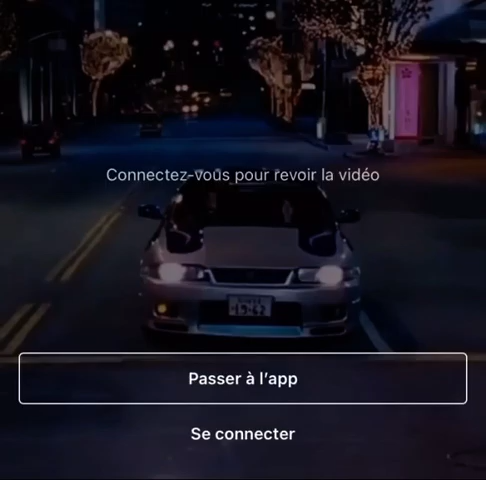 Connectez-vous pour revoir la vidéo
19-62
Passer à l'app
Se connecter